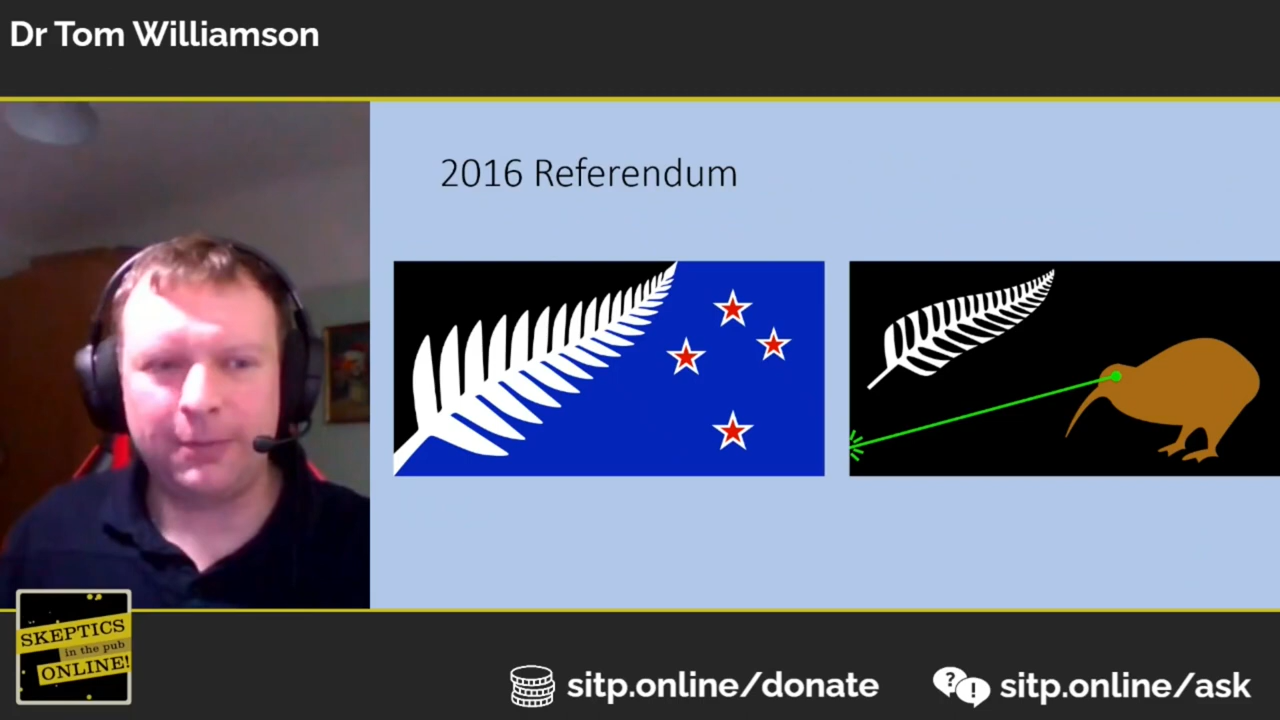 Dr Tom Williamson
2016 Referendum
SKEPTICS
in the pub
ONLINE!
sitp.online/donate
? !
sitp.online/ask